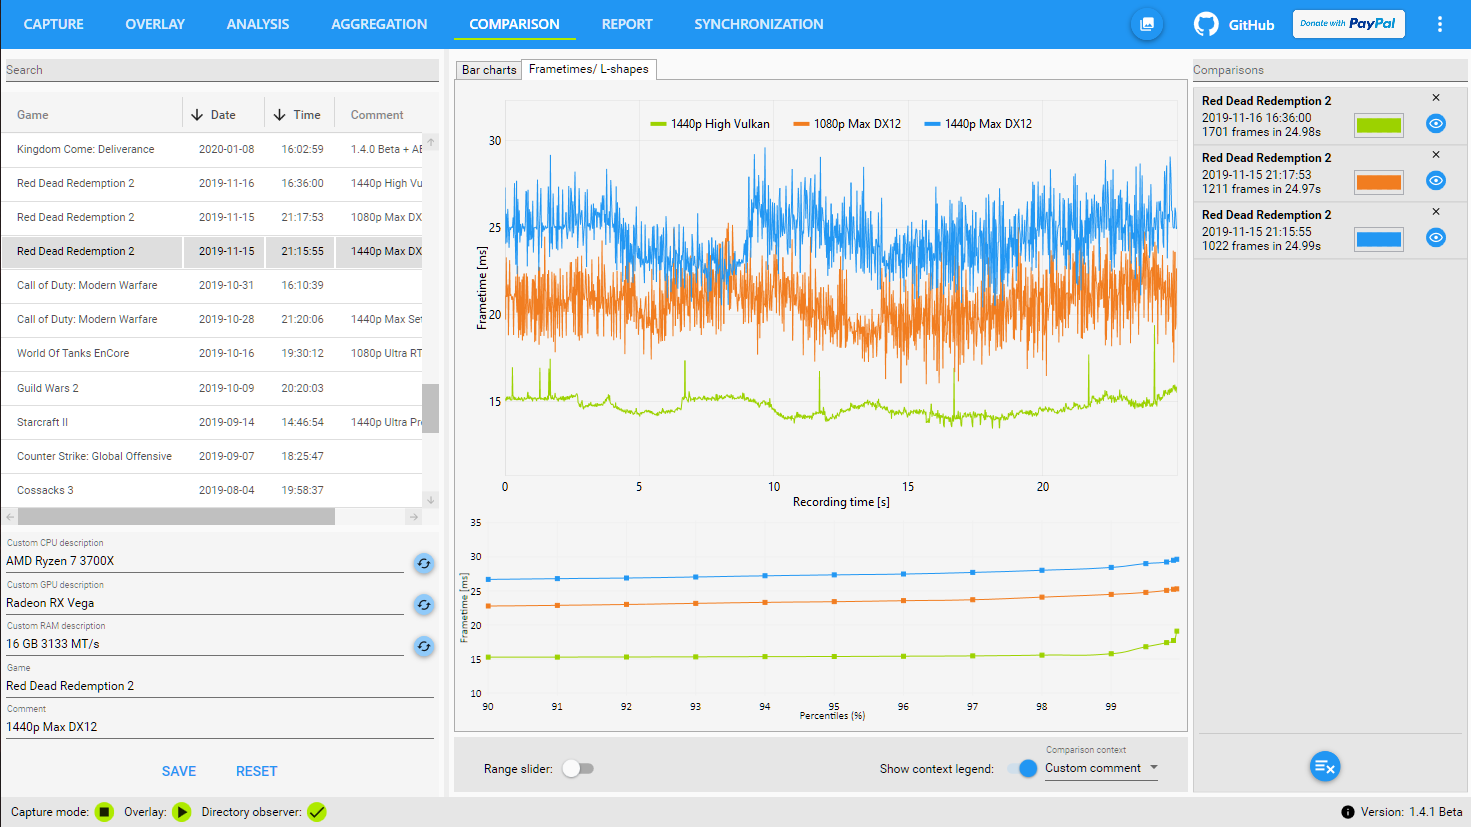 CAPTURE OVERLAY ANALYSIS AGGREGATION COMPARISON REPORT SYNCHRONIZATION GitHub Donate with PayPal
Search
Game Date Time Comment
Kingdom Come: Deliverance 2020-01-08 16:02:59 1.4.0 Beta + AB
Red Dead Redemption 2 2019-11-16 16:36:00 1440p High Vu
Red Dead Redemption 2 2019-11-15 21:17:53 1080p Max DX
Red Dead Redemption 2 2019-11-15 21:15:55 1440p Max DX
Call of Duty: Modern Warfare 2019-10-31 16:10:39
Call of Duty: Modern Warfare 2019-10-28 21:20:06 1440p Max Set
World Of Tanks EnCore 2019-10-16 19:30:12 1080p Ultra RT
Guild Wars 2 2019-10-09 20:20:03
Starcraft II 2019-09-14 14:46:54 1440p Ultra Pr
Counter Strike: Global Offensive 2019-09-07 18:25:47
Cossacks 3 2019-08-04 19:58:37
Custom CPU description
AMD Ryzen 7 3700X
Custom GPU description
Radeon RX Vega
Custom RAM description
16 GB 3133 MT/s
Game
Red Dead Redemption 2
Comment
1440p Max DX12
SAVE RESET
Bar charts Frametimes/ L-shapes
1440p High Vulkan 1080p Max DX12 1440p Max DX12
Frametime [ms]
30
25
20
15
0 5 10 15 20
Recording time [s]
Frametime [ms]
35
30
25
20
15
10
90 91 92 93 94 95 96 97 98 99
Percentiles (%)
Range slider: Show context legend:
Comparison context
Custom comment
Comparisons
Red Dead Redemption 2
2019-11-16 16:36:00
1701 frames in 24.98s
Red Dead Redemption 2
2019-11-15 21:17:53
1211 frames in 24.97s
Red Dead Redemption 2
2019-11-15 21:15:55
1022 frames in 24.99s
Capture mode: Overlay: Directory observer: Version: 1.4.1 Beta